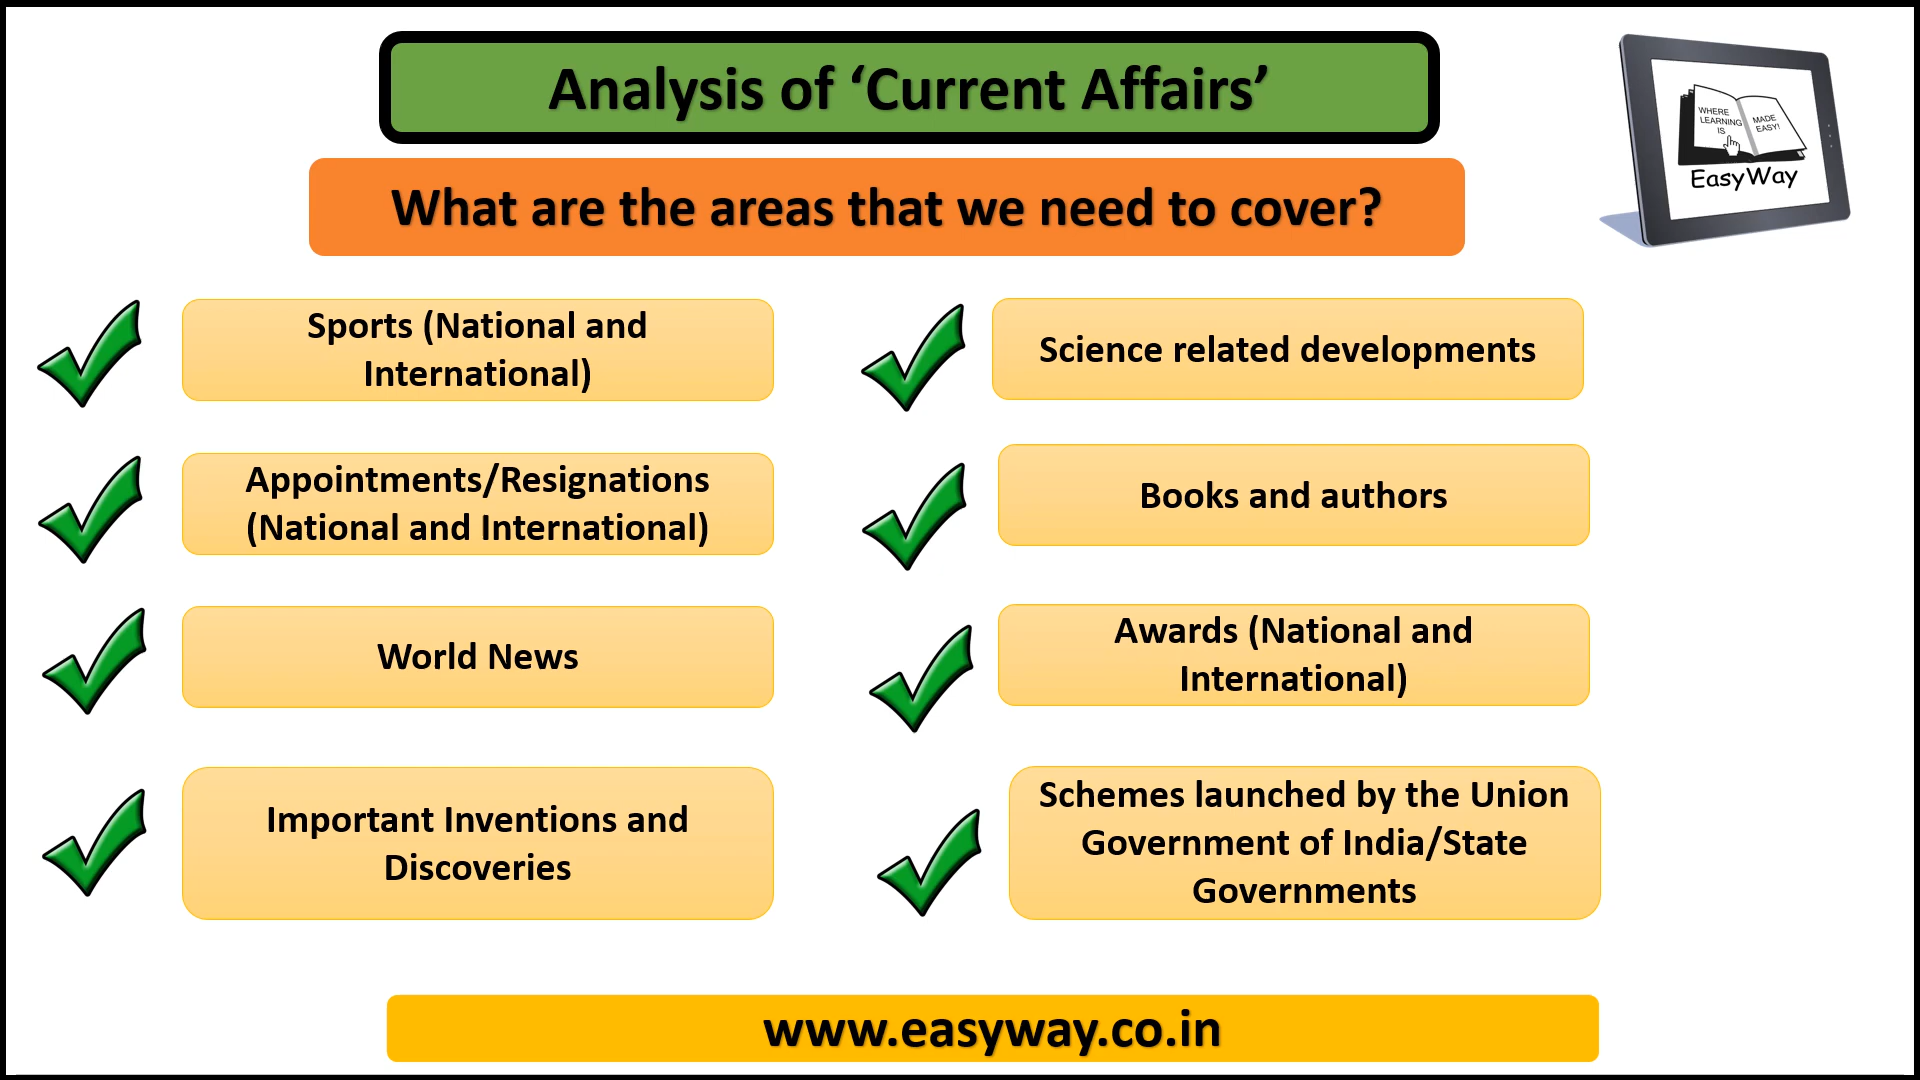 Analysis of ‘Current Affairs’
What are the areas that we need to cover?
WHERE
LEARNING
IS
MADE
EASY!
EasyWay
Sports (National and
International)
Science related developments
Appointments/Resignations
(National and International)
Books and authors
World News
Awards (National and
International)
Important Inventions and
Discoveries
Schemes launched by the Union
Government of India/State
Governments
www.easyway.co.in